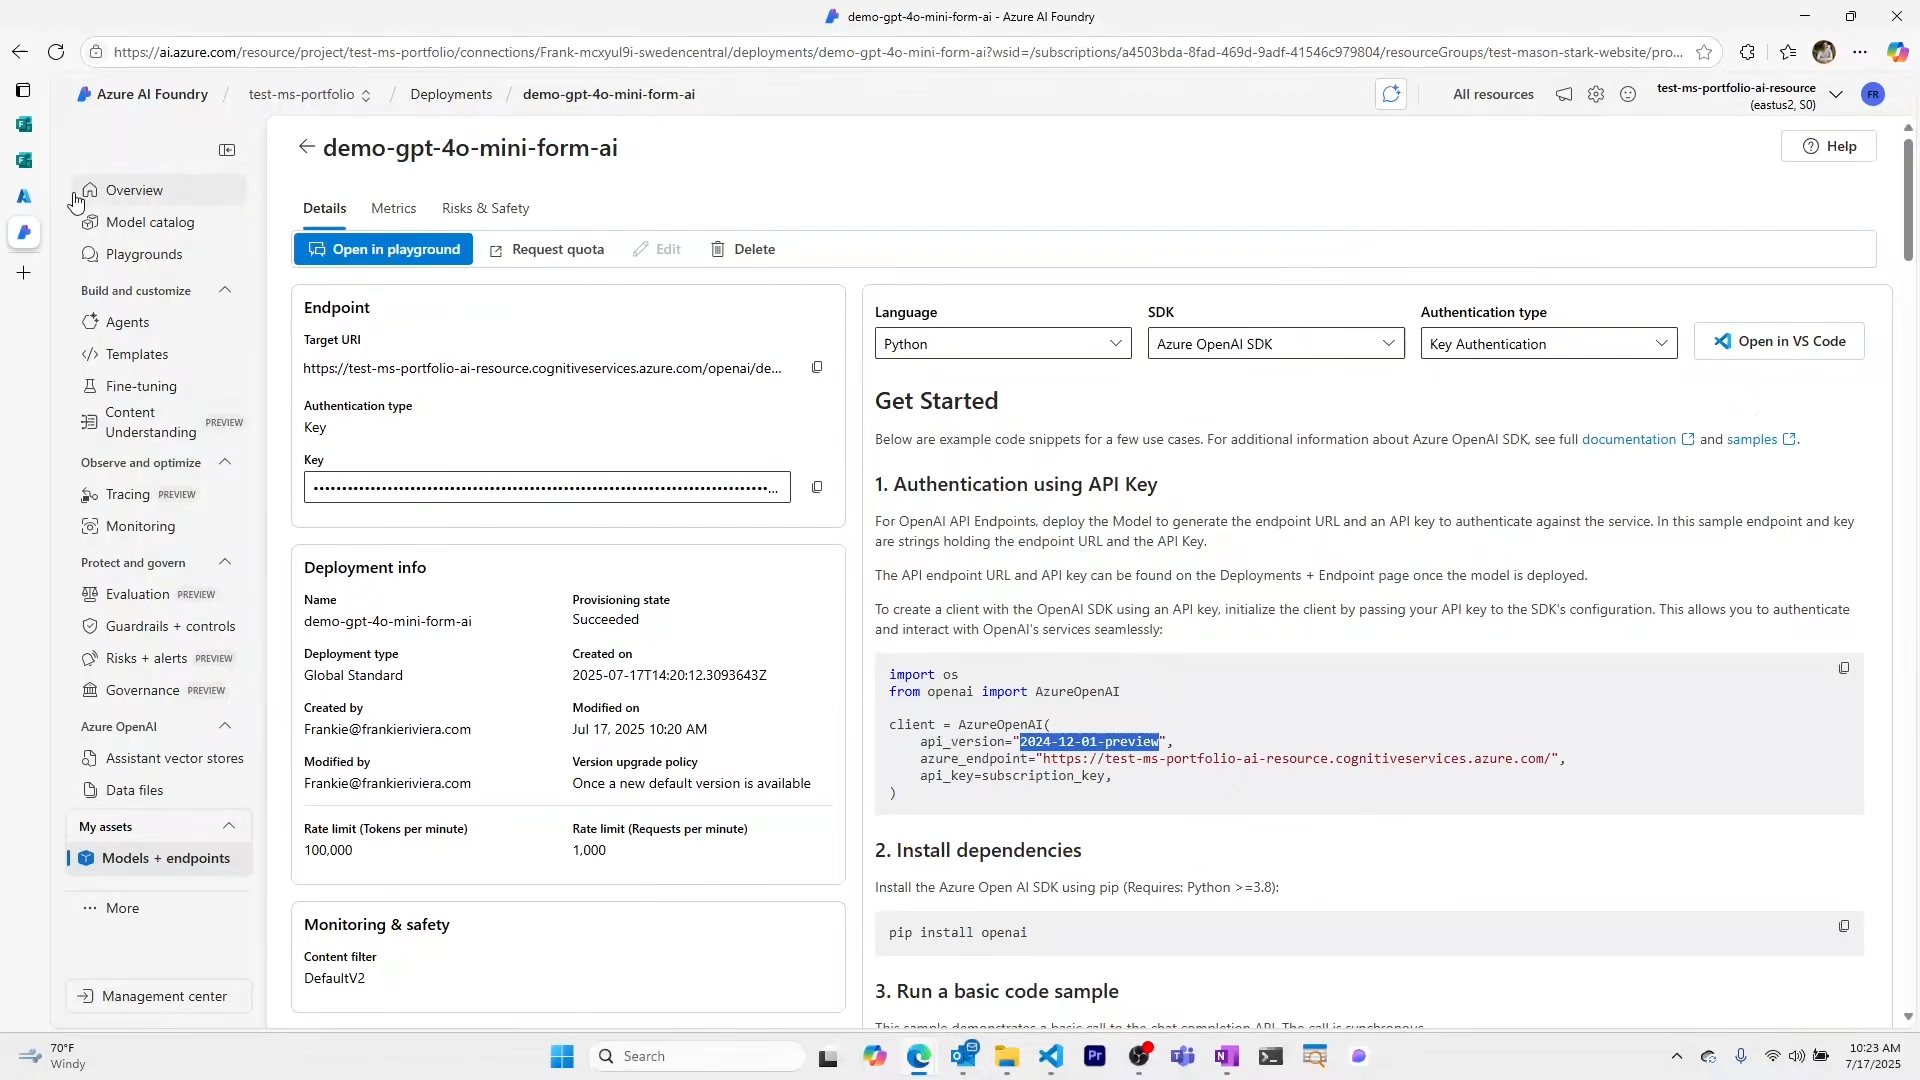 demo-gpt-4o-mini-form-ai - Azure AI Foundry
https://ai.azure.com/resource/project/test-ms-portfolio/connections/Frank-mcxyul9i-swedencentral/deployments/demo-gpt-4o-mini-form-ai?wsid=/subscriptions/a4503bda-8fad-469d-9adf-41546c979804/resourceGroups/test-mason-stark-website/pro...
Azure AI Foundry / test-ms-portfolio / Deployments / demo-gpt-4o-mini-form-ai
All resources
test-ms-portfolio-ai-resource
(eastus2, S0)
FR
Overview
Model catalog
Playgrounds
Build and customize
Agents
Templates
Fine-tuning
Content
Understanding PREVIEW
Observe and optimize
Tracing PREVIEW
Monitoring
Protect and govern
Evaluation PREVIEW
Guardrails + controls
Risks + alerts PREVIEW
Governance PREVIEW
Azure OpenAI
Assistant vector stores
Data files
My assets
Models + endpoints
More
Management center
demo-gpt-4o-mini-form-ai
Help
Details Metrics Risks & Safety
Open in playground Request quota Edit Delete
Endpoint
Target URI
https://test-ms-portfolio-ai-resource.cognitiveservices.azure.com/openai/de...
Authentication type
Key
Key
Deployment info
Name
demo-gpt-4o-mini-form-ai
Provisioning state
Succeeded
Deployment type
Global Standard
Created on
2025-07-17T14:20:12.3093643Z
Created by
Frankie@frankieriviera.com
Modified on
Jul 17, 2025 10:20 AM
Modified by
Frankie@frankieriviera.com
Version upgrade policy
Once a new default version is available
Rate limit (Tokens per minute)
100,000
Rate limit (Requests per minute)
1,000
Monitoring & safety
Content filter
DefaultV2
Language
Python
SDK
Azure OpenAI SDK
Authentication type
Key Authentication
Open in VS Code
Get Started
Below are example code snippets for a few use cases. For additional information about Azure OpenAI SDK, see full documentation and samples.
1. Authentication using API Key
For OpenAI API Endpoints, deploy the Model to generate the endpoint URL and an API key to authenticate against the service. In this sample endpoint and key
are strings holding the endpoint URL and the API Key.
The API endpoint URL and API key can be found on the Deployments + Endpoint page once the model is deployed.
To create a client with the OpenAI SDK using an API key, initialize the client by passing your API key to the SDK's configuration. This allows you to authenticate
and interact with OpenAI's services seamlessly:
import os
from openai import AzureOpenAI
client = AzureOpenAI(
api_version="2024-12-01-preview",
azure_endpoint="https://test-ms-portfolio-ai-resource.cognitiveservices.azure.com/",
api_key=subscription_key,
)
2. Install dependencies
Install the Azure Open AI SDK using pip (Requires: Python >=3.8):
pip install openai
3. Run a basic code sample
This sample demonstrates a basic call to the chat completion API. The call is synchronous.
70°F
Windy
Search
Pr
10:23 AM
7/17/2025